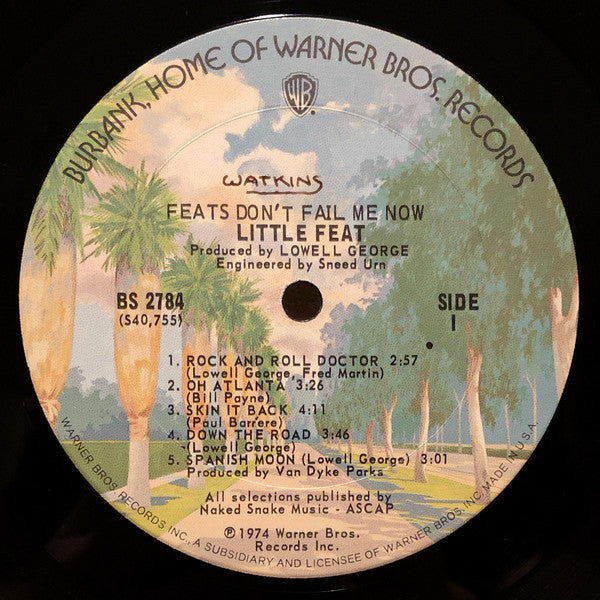 BURBANK, HOME OF WARNER BROS. RECORDS
WB
WATKINS
FEATS DON'T FAIL ME NOW
LITTLE FEAT
Produced by LOWELL GEORGE
Engineered by Sneed Urn
BS 2784
(S40,755)
SIDE
1
1. ROCK AND ROLL DOCTOR 2:57
(Lowell George, Fred Martin)
2. OH ATLANTA 3:26
(Bill Payne)
3. SKIN IT BACK 4:11
(Paul Barrere)
4. DOWN THE ROAD 3:46
(Lowell George)
5. SPANISH MOON (Lowell George) 3:01
Produced by Van Dyke Parks
All selections published by
Naked Snake Music - ASCAP
℗ 1974 Warner Bros.
Records Inc.
WARNER BROS. RECORDS INC., A SUBSIDIARY AND LICENSEE OF WARNER BROS. INC. MADE IN U.S.A.